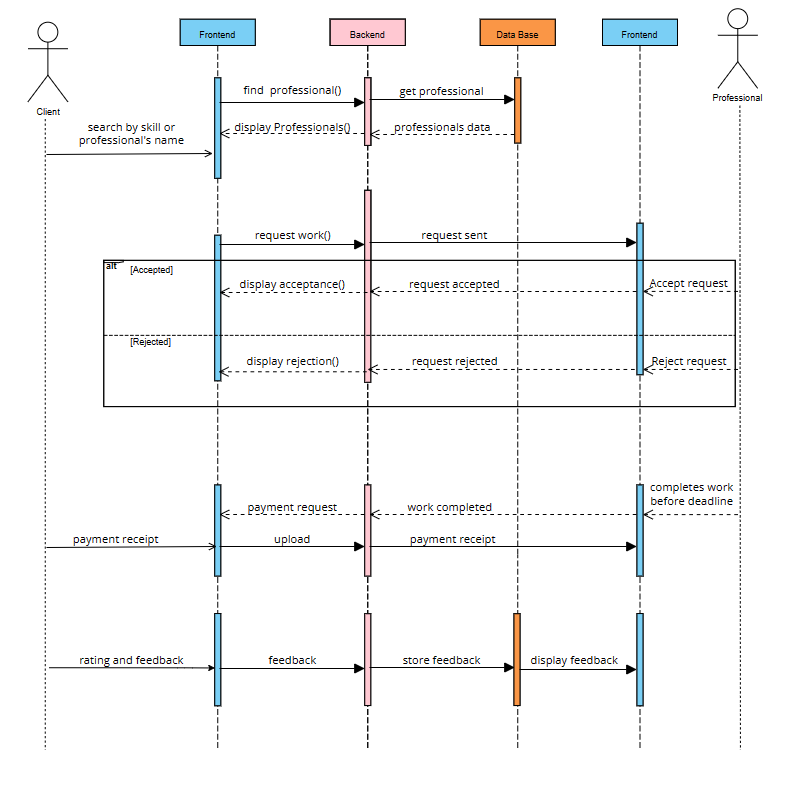 Frontend
Backend
Data Base
Frontend
Client
Professional
find  professional()
get professional
search by skill or
professional's name
display Professionals()
professionals data
request work()
request sent
alt
[Accepted]
display acceptance()
request accepted
Accept request
[Rejected]
display rejection()
request rejected
Reject request
completes work
before deadline
payment request
work completed
payment receipt
upload
payment receipt
rating and feedback
feedback
store feedback
display feedback